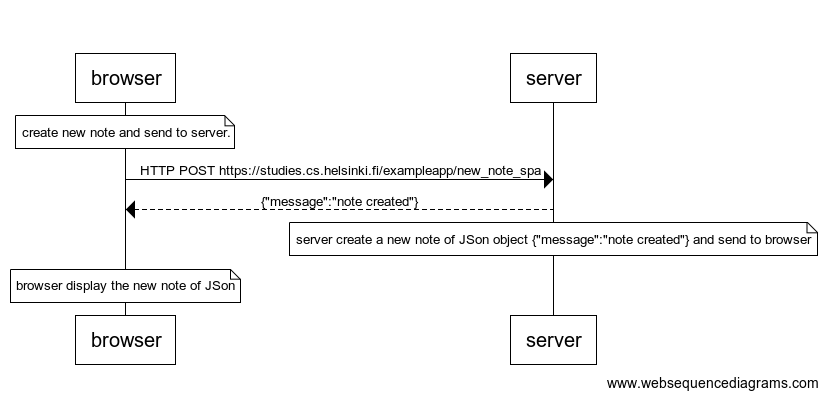 browser
server
create new note and send to server.
HTTP POST https://studies.cs.helsinki.fi/exampleapp/new_note_spa
{"message":"note created"}
server create a new note of JSon object {"message":"note created"} and send to browser
browser display the new note of JSon
browser
server
www.websequencediagrams.com